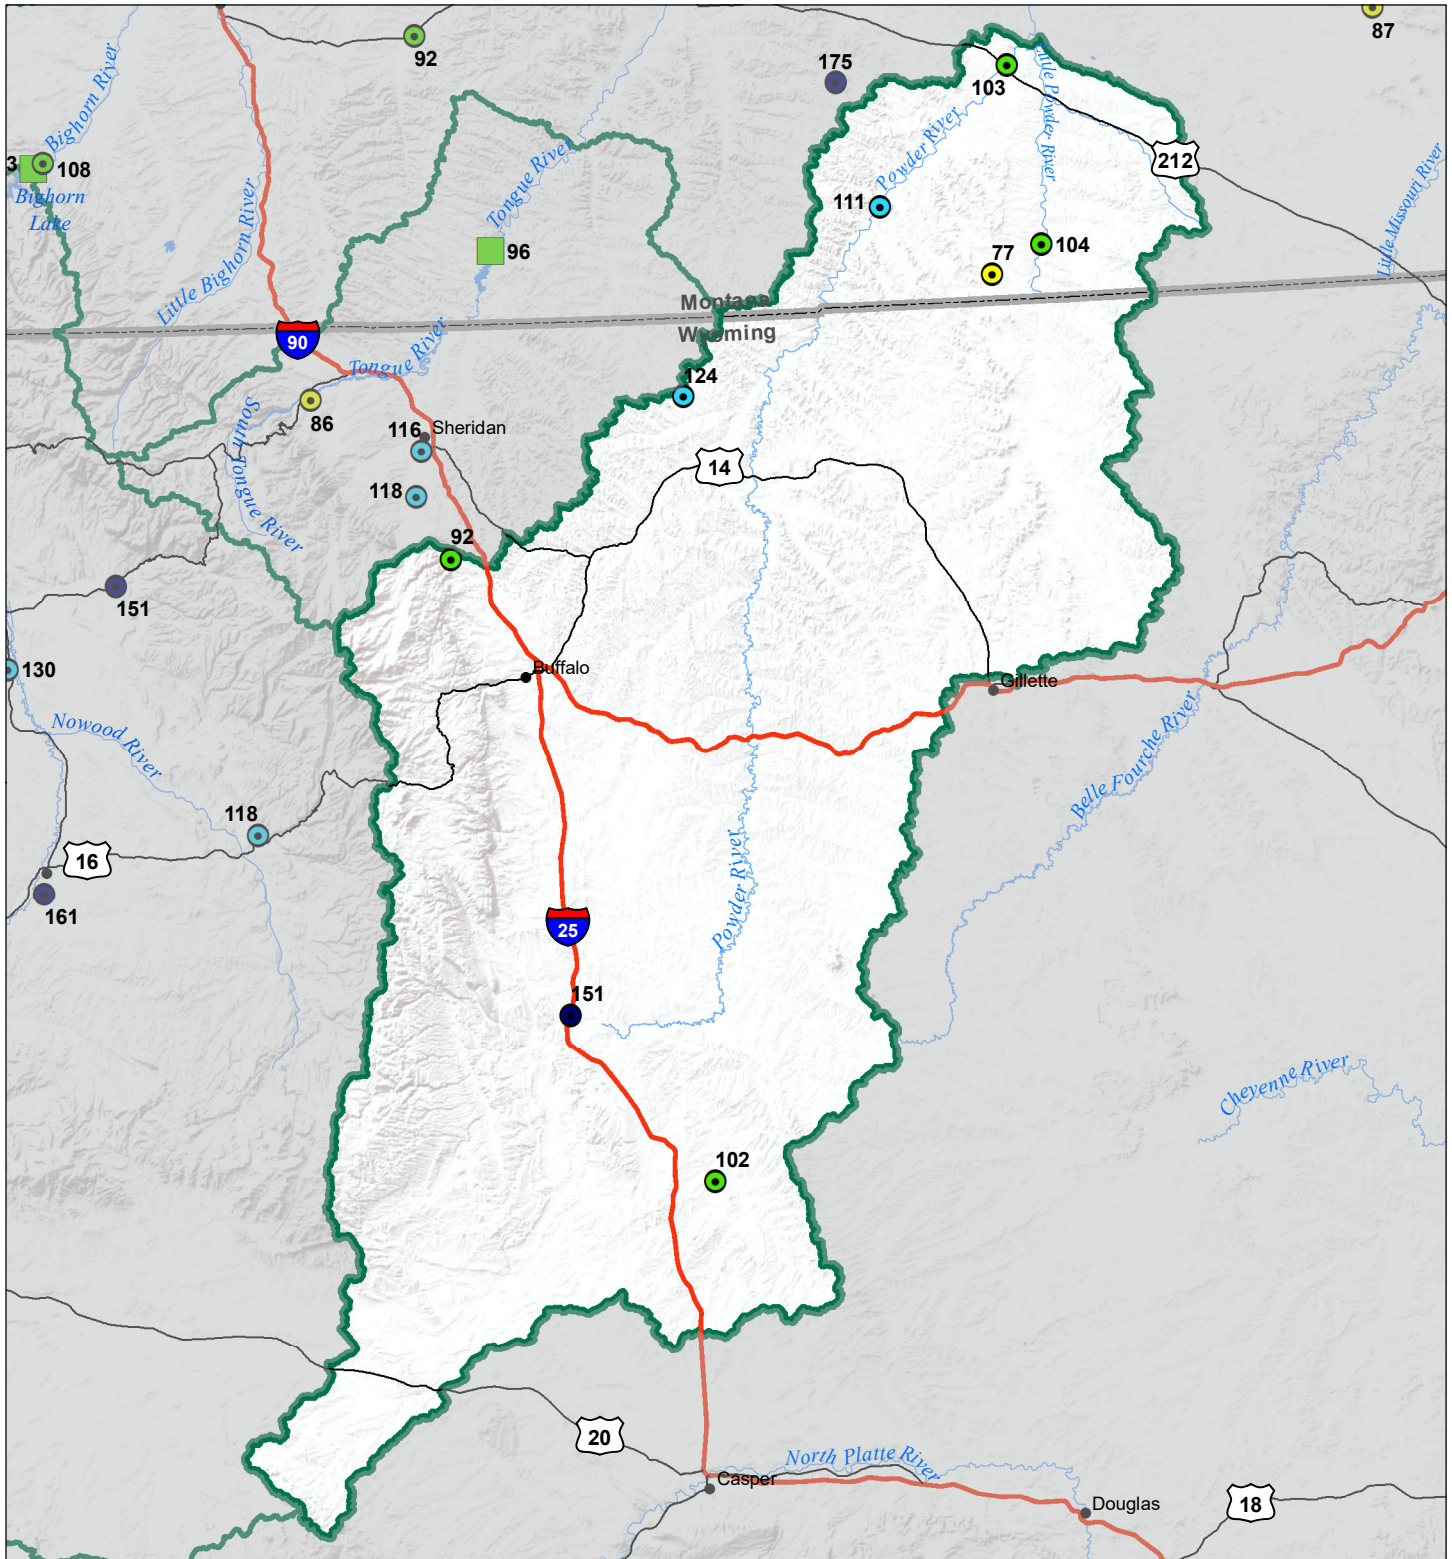 92
87
175
103
Bighorn River
Little Powder River
Powder River
212
3
108
Bighorn
Lake
Tongue River
Little Missouri River
111
Little Bighorn River
96
77
104
Montana
Wyoming
90
Tongue River
124
86
South Tongue River
116
Sheridan
14
118
92
151
130
Buffalo
Gillette
Nowood River
Belle Fourche River
118
16
Powder River
161
25
151
Cheyenne River
102
20
North Platte River
Casper
Douglas
18